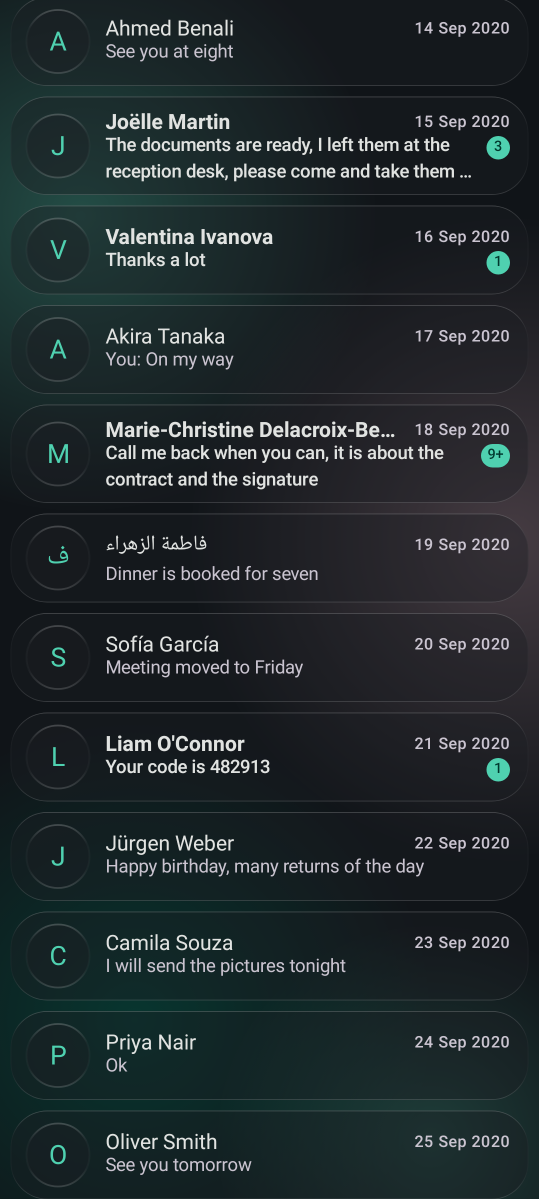 A
Ahmed Benali
14 Sep 2020
See you at eight
J
Joëlle Martin
15 Sep 2020
The documents are ready, I left them at the
3
reception desk, please come and take them ...
V
Valentina Ivanova
16 Sep 2020
Thanks a lot
1
A
Akira Tanaka
17 Sep 2020
You: On my way
M
Marie-Christine Delacroix-Be...
18 Sep 2020
Call me back when you can, it is about the
9+
contract and the signature
ف
فاطمة الزهراء
19 Sep 2020
Dinner is booked for seven
S
Sofía García
20 Sep 2020
Meeting moved to Friday
L
Liam O'Connor
21 Sep 2020
Your code is 482913
1
J
Jürgen Weber
22 Sep 2020
Happy birthday, many returns of the day
C
Camila Souza
23 Sep 2020
I will send the pictures tonight
P
Priya Nair
24 Sep 2020
Ok
O
Oliver Smith
25 Sep 2020
See you tomorrow